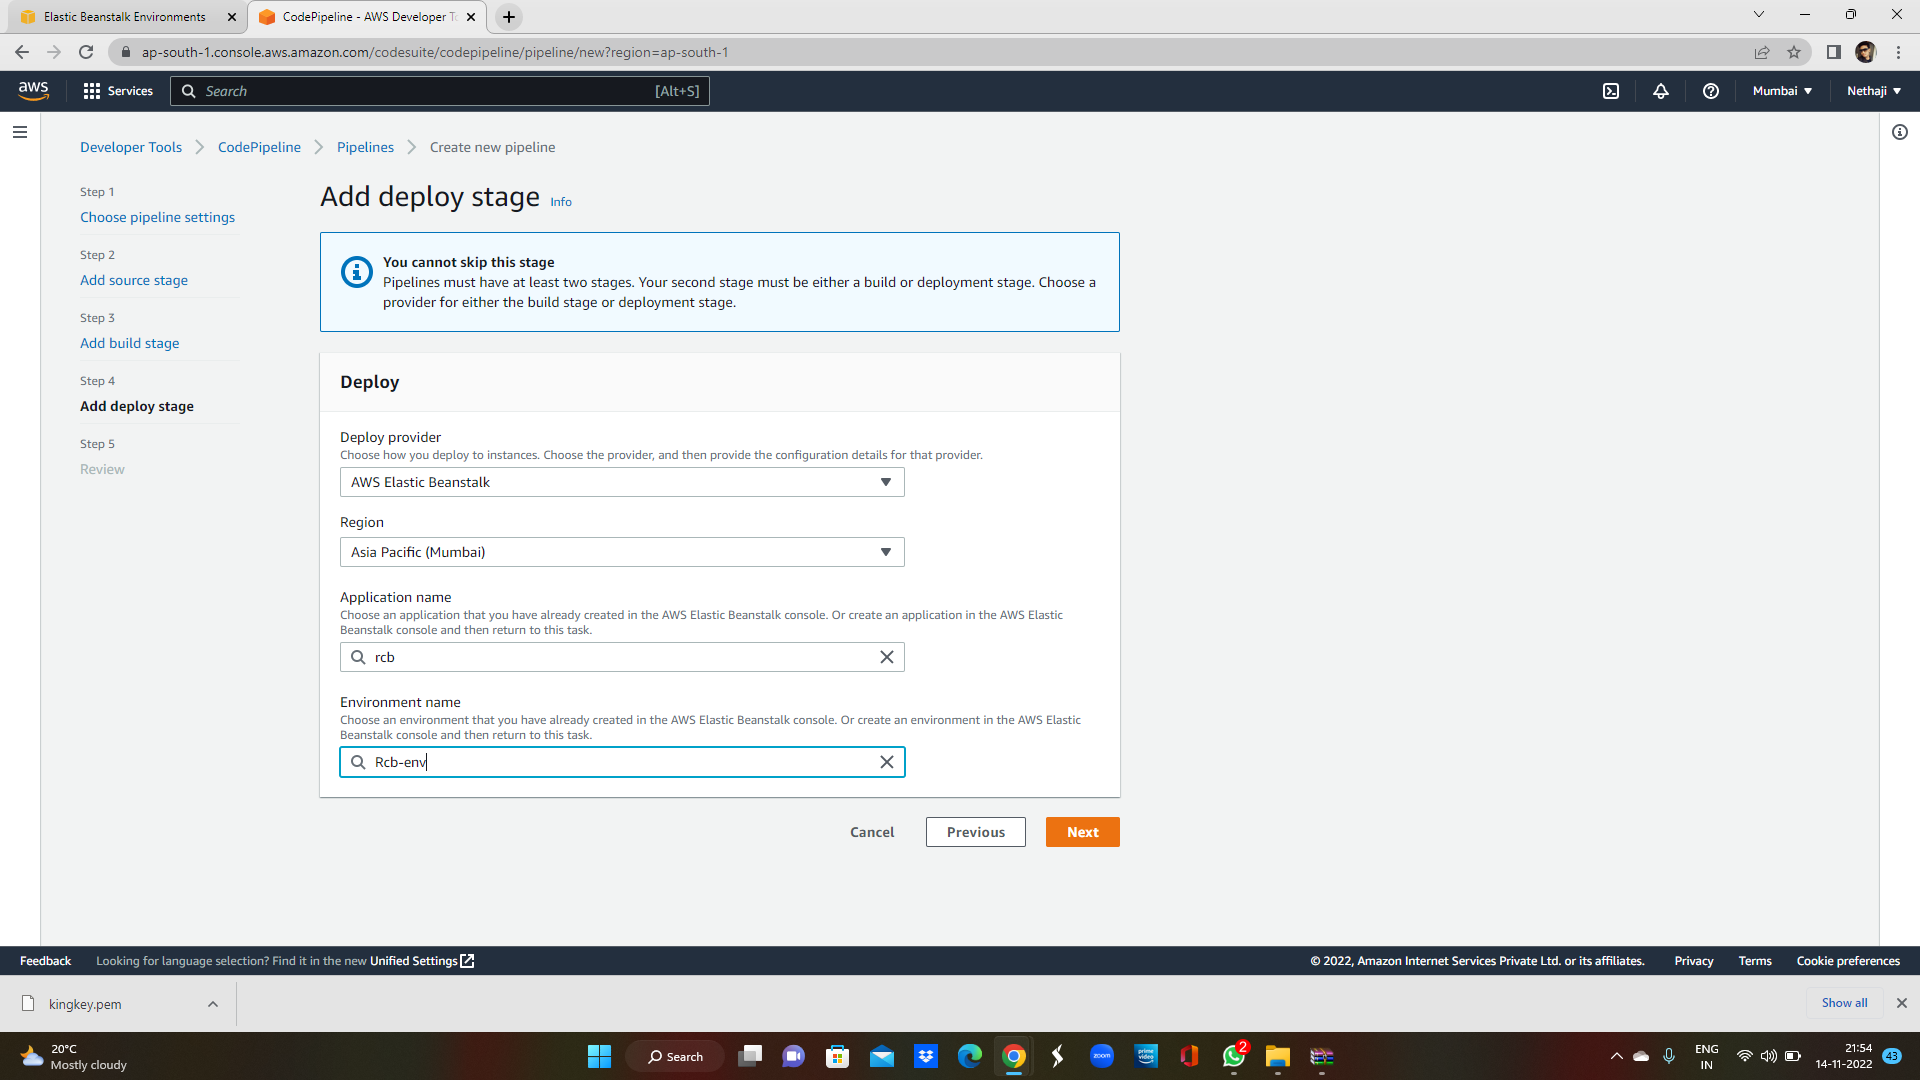 Elastic Beanstalk Environments
CodePipeline - AWS Developer To
ap-south-1.console.aws.amazon.com/codesuite/codepipeline/pipeline/new?region=ap-south-1
aws
Services
Search
[Alt+S]
Mumbai
Nethaji
Developer Tools
CodePipeline
Pipelines
Create new pipeline
Step 1
Choose pipeline settings
Step 2
Add source stage
Step 3
Add build stage
Step 4
Add deploy stage
Step 5
Review
Add deploy stage Info
You cannot skip this stage
Pipelines must have at least two stages. Your second stage must be either a build or deployment stage. Choose a
provider for either the build stage or deployment stage.
Deploy
Deploy provider
Choose how you deploy to instances. Choose the provider, and then provide the configuration details for that provider.
AWS Elastic Beanstalk
Region
Asia Pacific (Mumbai)
Application name
Choose an application that you have already created in the AWS Elastic Beanstalk console. Or create an application in the AWS Elastic
Beanstalk console and then return to this task.
rcb
Environment name
Choose an environment that you have already created in the AWS Elastic Beanstalk console. Or create an environment in the AWS Elastic
Beanstalk console and then return to this task.
Rcb-env
Cancel
Previous
Next
Feedback
Looking for language selection? Find it in the new Unified Settings
© 2022, Amazon Internet Services Private Ltd. or its affiliates.
Privacy
Terms
Cookie preferences
kingkey.pem
Show all
20°C
Mostly cloudy
Search
zoom
prime video
2
ENG
IN
21:54
14-11-2022
43